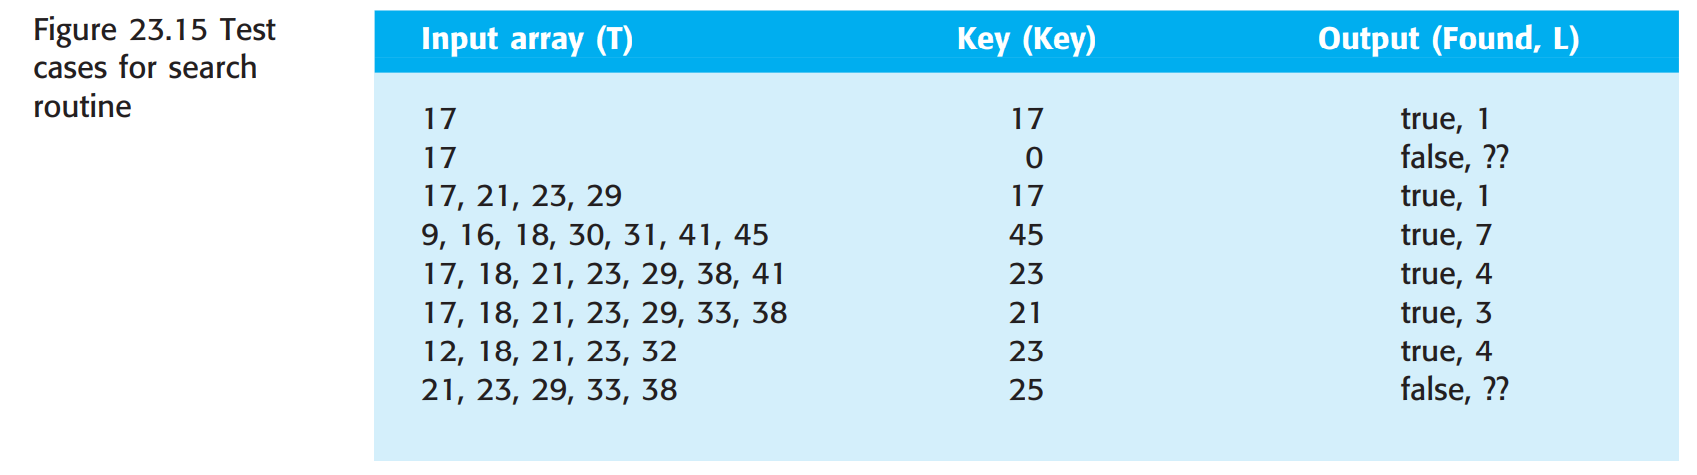 Figure 23.15 Test
cases for search
routine
Input array (T) Key (Key) Output (Found, L)
17 17 true, 1
17 0 false, ??
17, 21, 23, 29 17 true, 1
9, 16, 18, 30, 31, 41, 45 45 true, 7
17, 18, 21, 23, 29, 38, 41 23 true, 4
17, 18, 21, 23, 29, 33, 38 21 true, 3
12, 18, 21, 23, 32 23 true, 4
21, 23, 29, 33, 38 25 false, ??